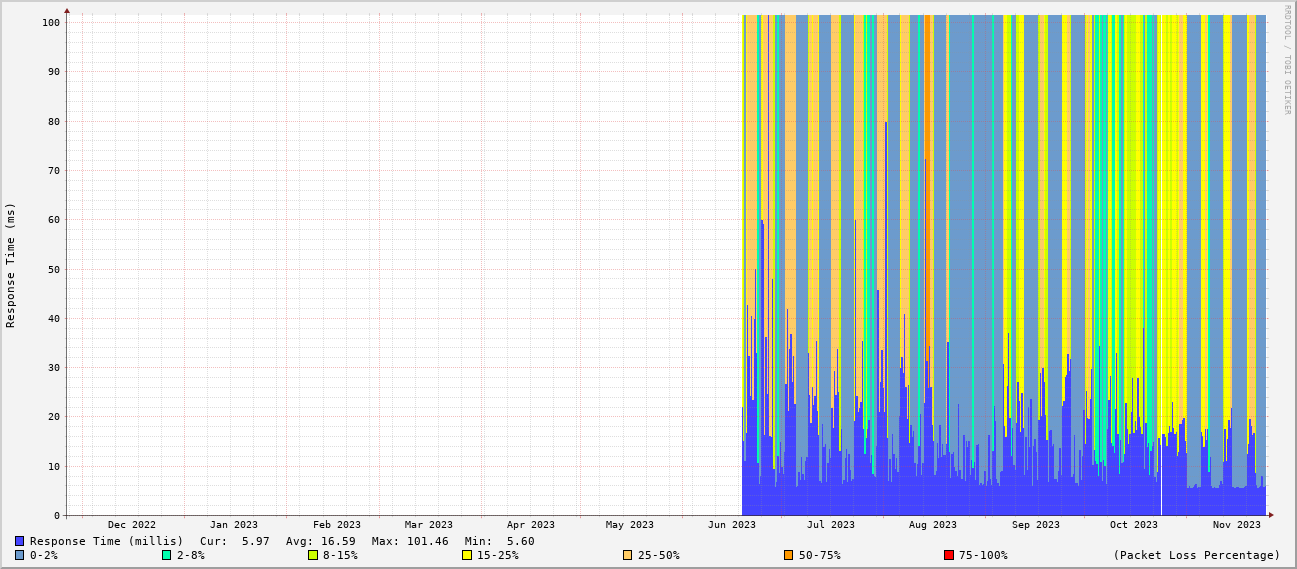 RRDTOOL / TOBI OETIKER
Response Time (ms)
100
90
80
70
60
50
40
30
20
10
0
Dec 2022 Jan 2023 Feb 2023 Mar 2023 Apr 2023 May 2023 Jun 2023 Jul 2023 Aug 2023 Sep 2023 Oct 2023 Nov 2023
Response Time (millis) Cur: 5.97 Avg: 16.59 Max: 101.46 Min: 5.60
0-2% 2-8% 8-15% 15-25% 25-50% 50-75% 75-100% (Packet Loss Percentage)